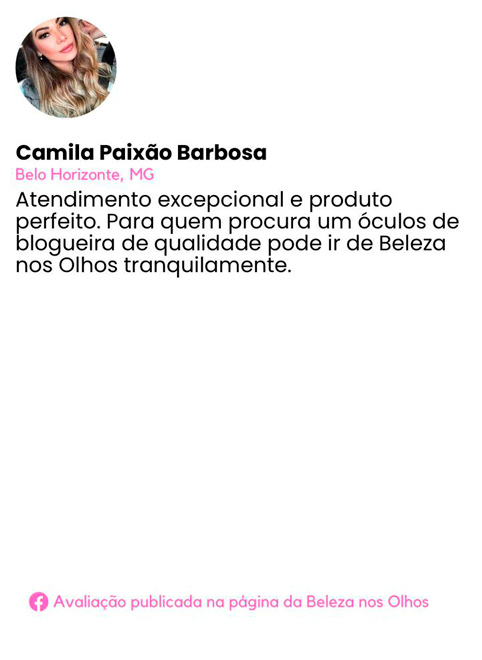 Camila Paixão Barbosa
Belo Horizonte, MG
Atendimento excepcional e produto
perfeito. Para quem procura um óculos de
blogueira de qualidade pode ir de Beleza
nos Olhos tranquilamente.
Avaliação publicada na página da Beleza nos Olhos